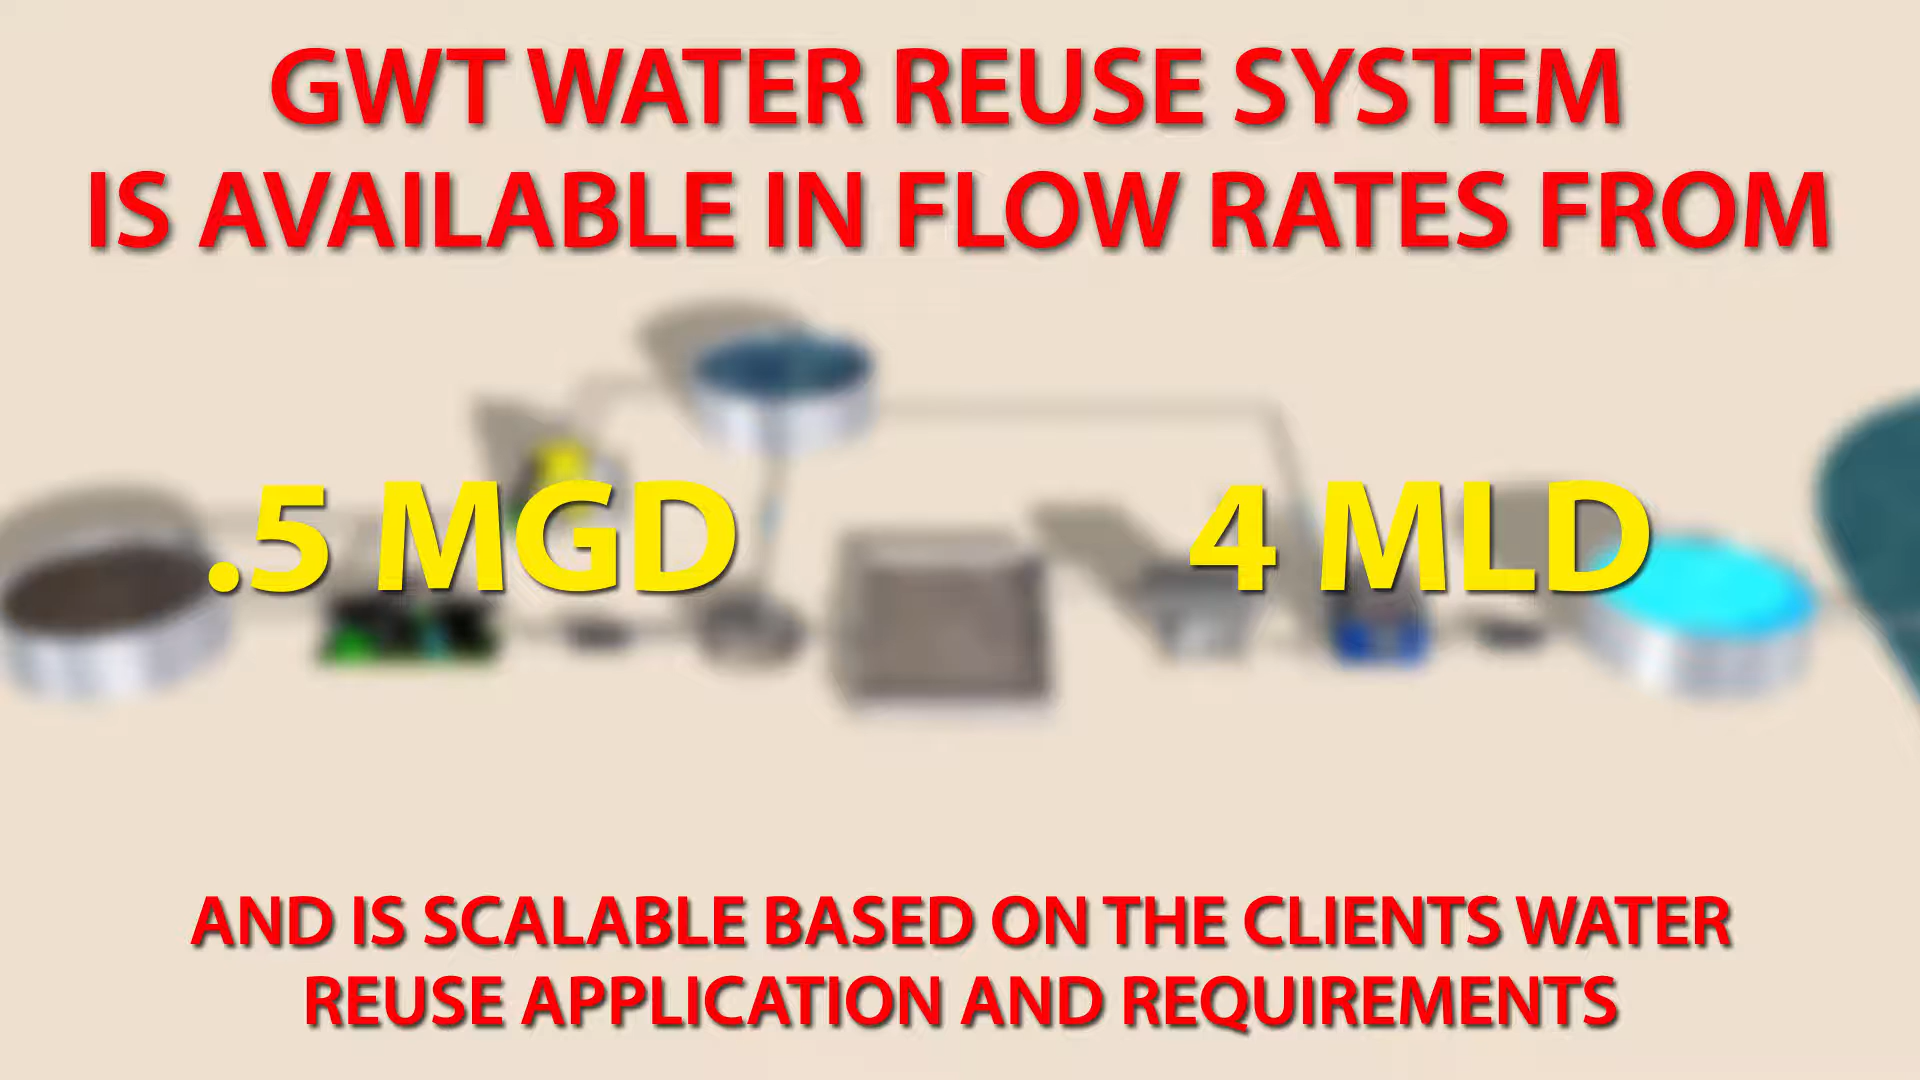 GWT WATER REUSE SYSTEM
IS AVAILABLE IN FLOW RATES FROM
.5 MGD 4 MLD
AND IS SCALABLE BASED ON THE CLIENTS WATER
REUSE APPLICATION AND REQUIREMENTS